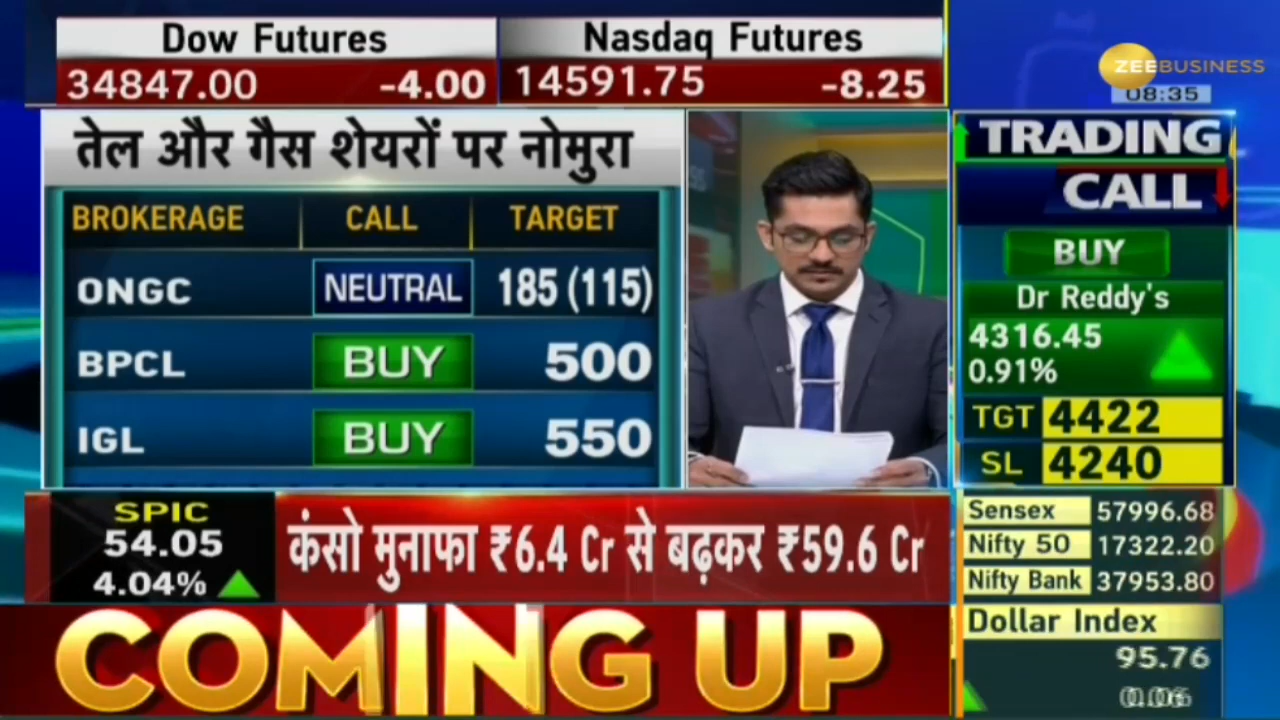 Dow Futures
34847.00 -4.00
Nasdaq Futures
14591.75 -8.25
ZEEBUSINESS
08:35
तेल और गैस शेयरों पर नोमुरा
BROKERAGE CALL TARGET
ONGC NEUTRAL 185 (115)
BPCL BUY 500
IGL BUY 550
TRADING
CALL
BUY
Dr Reddy's
4316.45
0.91%
TGT 4422
SL 4240
SPIC
54.05
4.04%
कंसो मुनाफा ₹6.4 Cr से बढ़कर ₹59.6 Cr
Sensex 57996.68
Nifty 50 17322.20
Nifty Bank 37953.80
Dollar Index
95.76
COMING UP